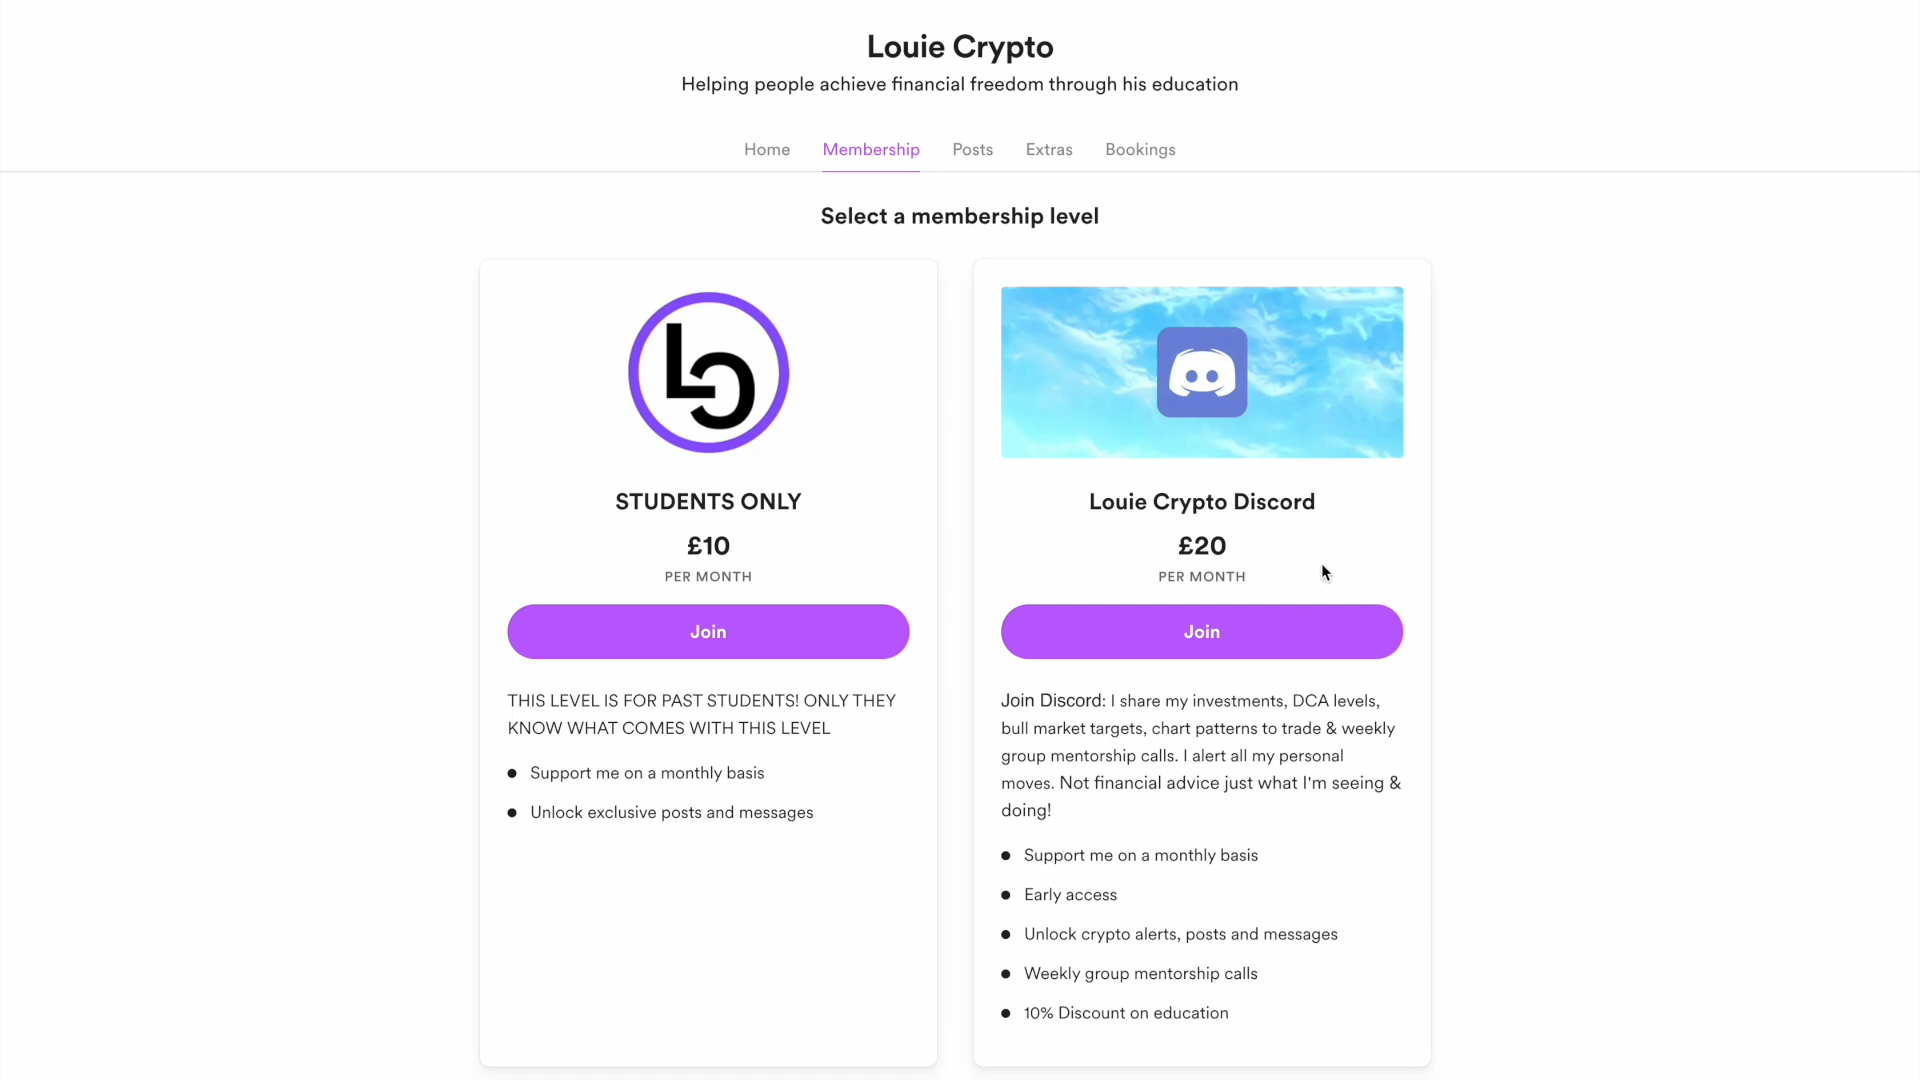 Louie Crypto
Helping people achieve financial freedom through his education
Home Membership Posts Extras Bookings
Select a membership level
STUDENTS ONLY
£10
PER MONTH
Join
THIS LEVEL IS FOR PAST STUDENTS! ONLY THEY
KNOW WHAT COMES WITH THIS LEVEL
Support me on a monthly basis
Unlock exclusive posts and messages
Louie Crypto Discord
£20
PER MONTH
Join
Join Discord: I share my investments, DCA levels,
bull market targets, chart patterns to trade & weekly
group mentorship calls. I alert all my personal
moves. Not financial advice just what I'm seeing &
doing!
Support me on a monthly basis
Early access
Unlock crypto alerts, posts and messages
Weekly group mentorship calls
10% Discount on education